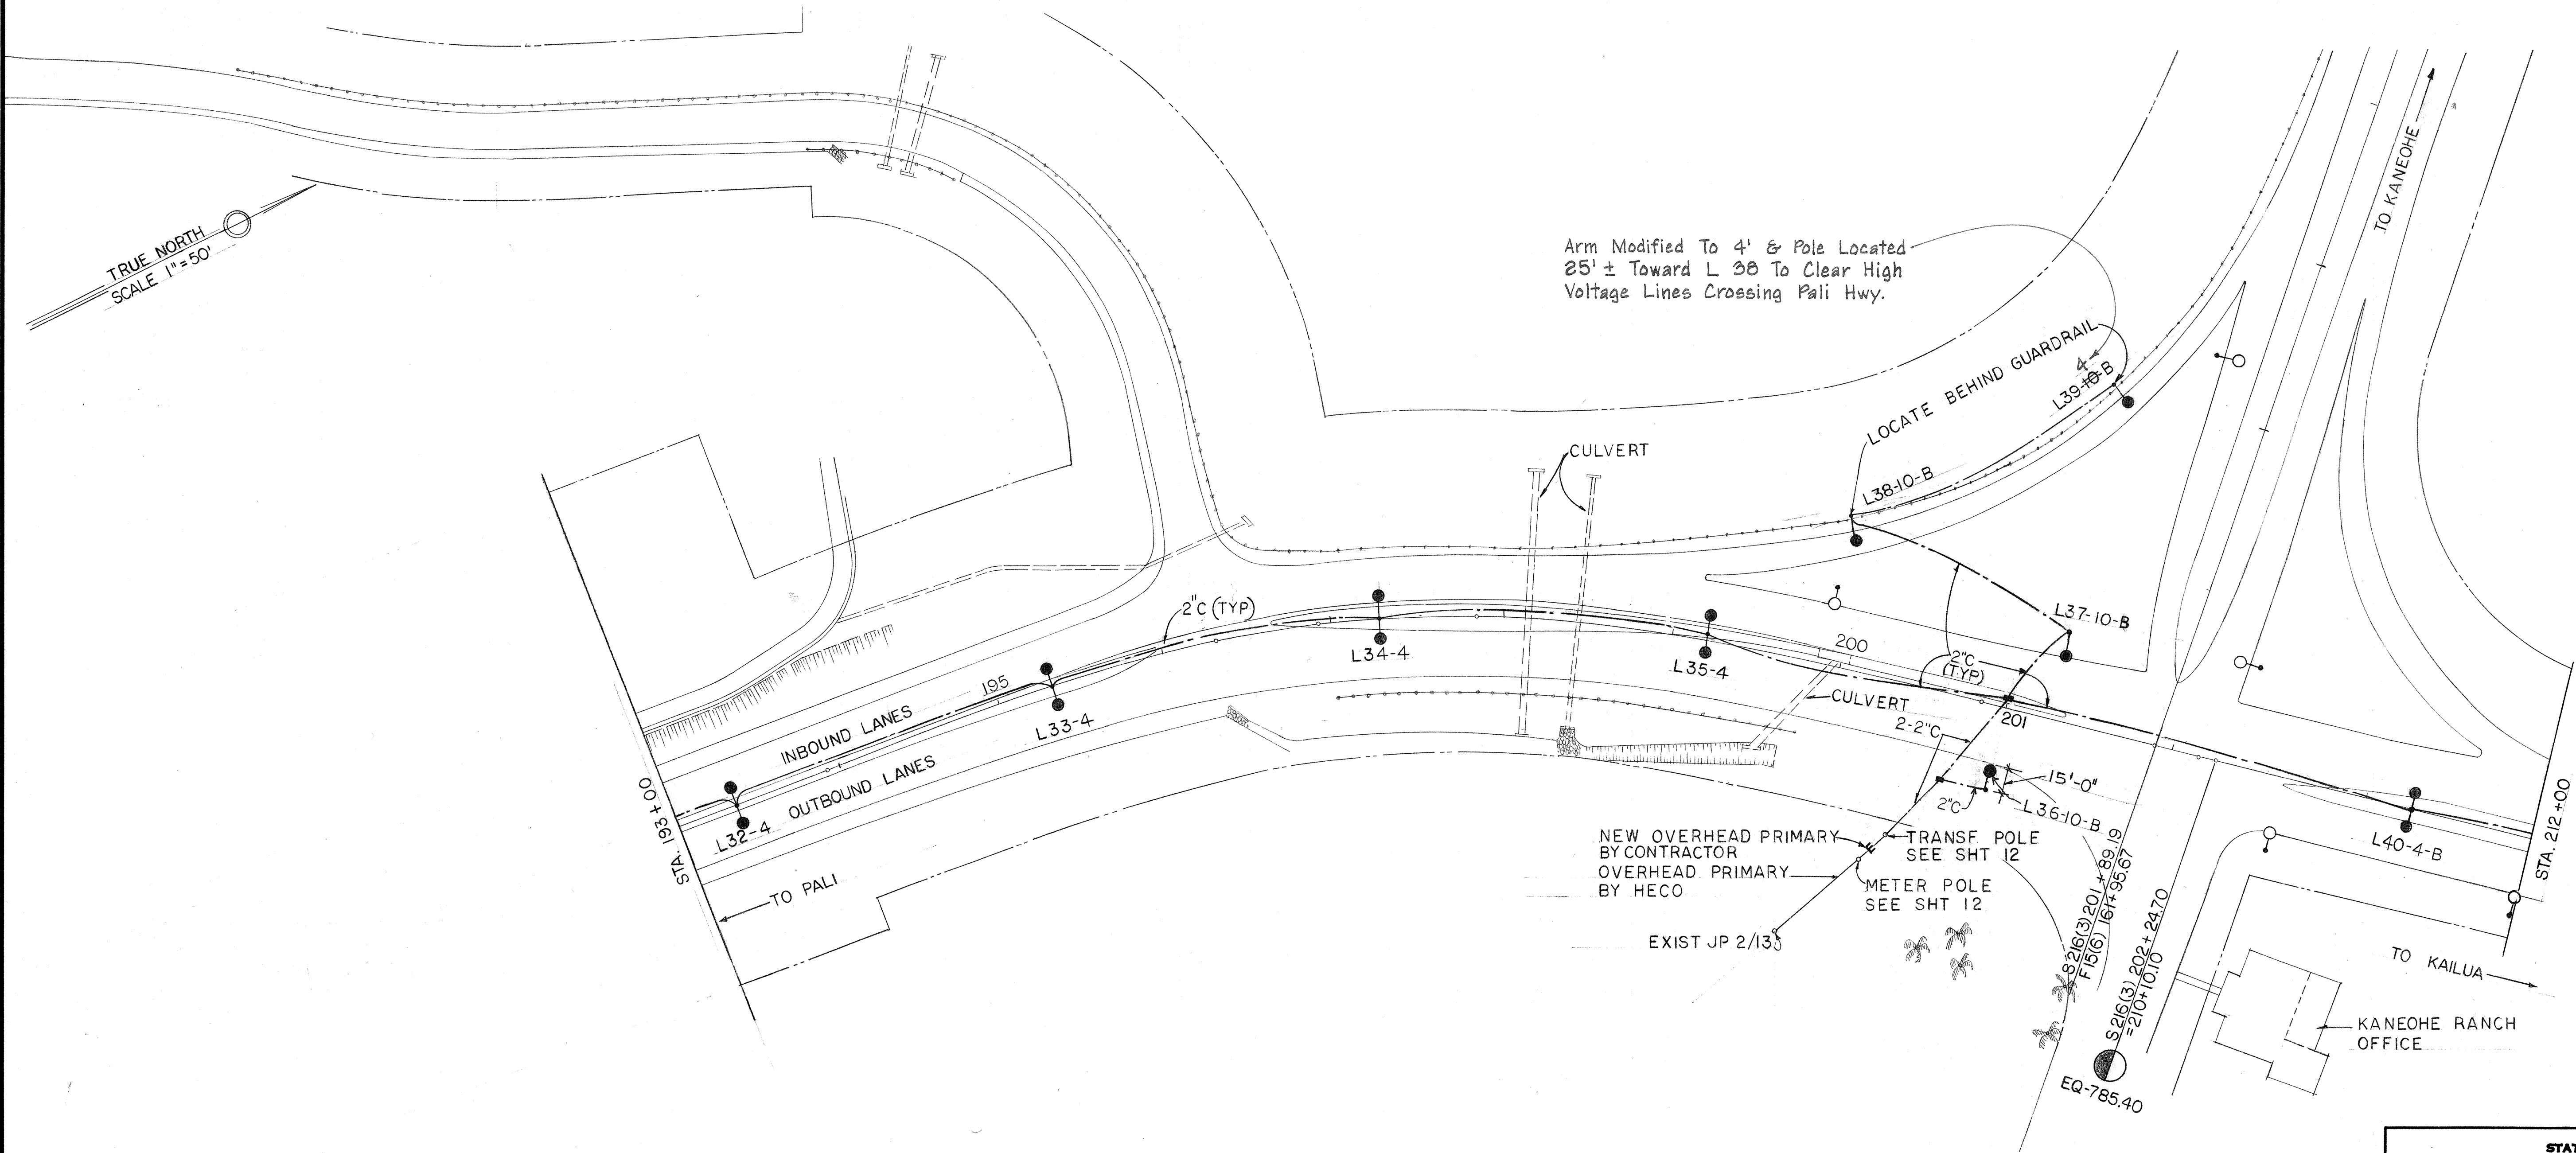 TRUE NORTH
SCALE 1"=50'
TO KANEOHE
Arm Modified To 4' & Pole Located
25' ± Toward L 38 To Clear High
Voltage Lines Crossing Pali Hwy.
LOCATE BEHIND GUARDRAIL
4
L39-10-B
L38-10-B
CULVERT
2"C (TYP)
L37-10-B
L34-4
L35-4
200
2"C
(TYP)
195
INBOUND LANES
L33-4
CULVERT
201
2-2"C
OUTBOUND LANES
L32-4
STA. 193+00
15'-0"
2"C
L36-10-B
NEW OVERHEAD PRIMARY
BY CONTRACTOR
OVERHEAD PRIMARY
BY HECO
TRANSF. POLE
SEE SHT 12
METER POLE
SEE SHT 12
EXIST JP 2/13
TO PALI
L40-4-B
STA. 212+00
S216(3) 201+89.19
F15(6) 161+95.67
S216(3) 202+24.70
=210+10.10
TO KAILUA
KANEOHE RANCH
OFFICE
EQ-785.40